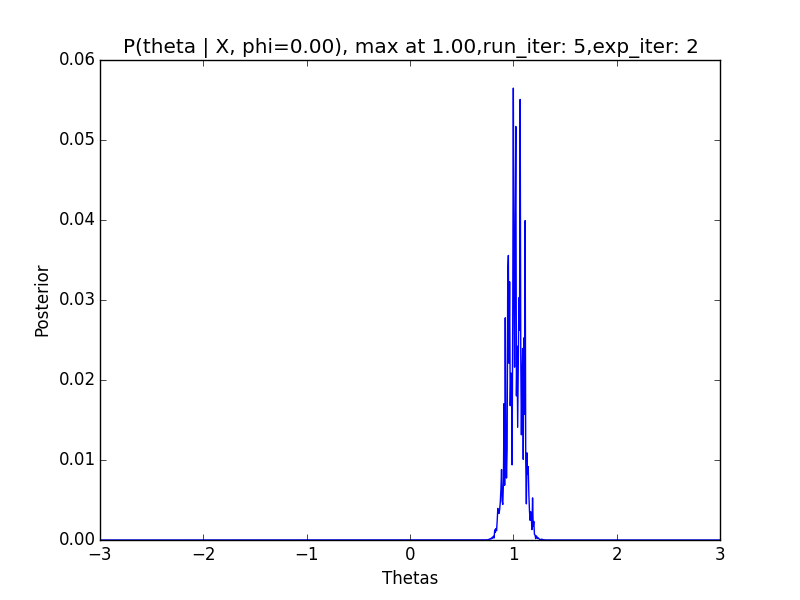 P(theta | X, phi=0.00), max at 1.00,run_iter: 5,exp_iter: 2
0.06
0.05
0.04
0.03
0.02
0.01
0.00
Posterior
−3 −2 −1 0 1 2 3
Thetas